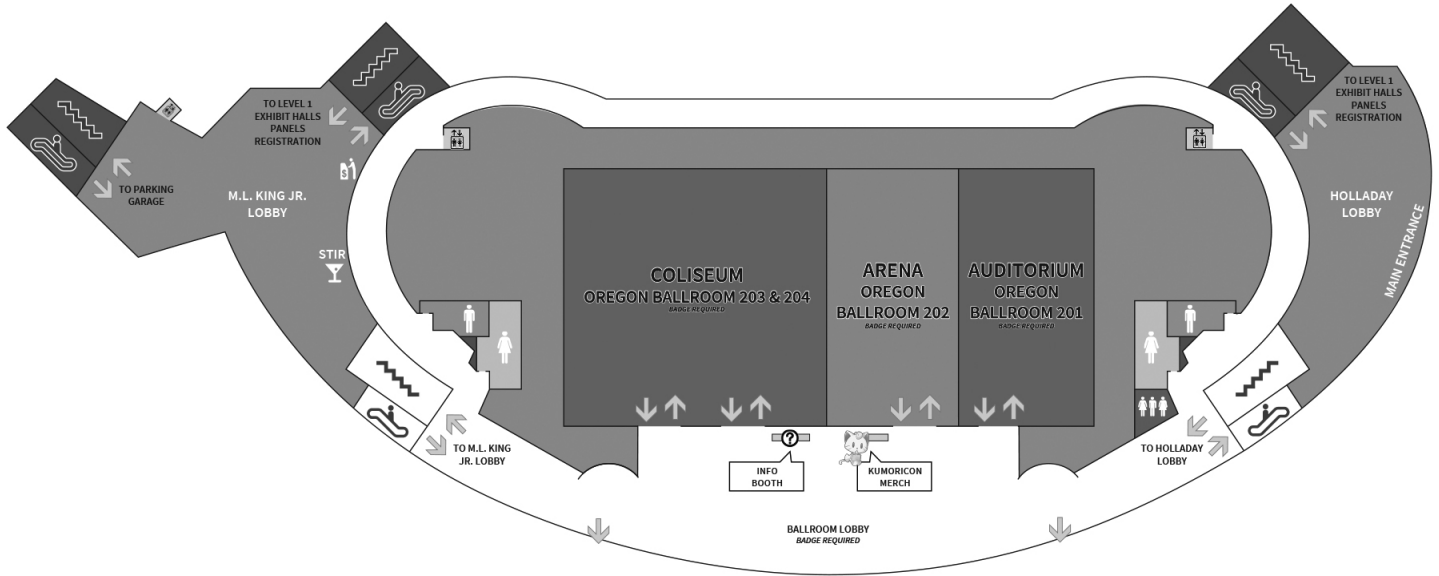 TO LEVEL 1
EXHIBIT HALLS
PANELS
REGISTRATION
TO PARKING
GARAGE
M.L. KING JR.
LOBBY
$
STIR
COLISEUM
OREGON BALLROOM 203 & 204
BADGE REQUIRED
ARENA
OREGON
BALLROOM 202
BADGE REQUIRED
AUDITORIUM
OREGON
BALLROOM 201
BADGE REQUIRED
TO LEVEL 1
EXHIBIT HALLS
PANELS
REGISTRATION
HOLLADAY
LOBBY
MAIN ENTRANCE
TO M.L. KING
JR. LOBBY
?
INFO
BOOTH
KUMORICON
MERCH
TO HOLLADAY
LOBBY
BALLROOM LOBBY
BADGE REQUIRED